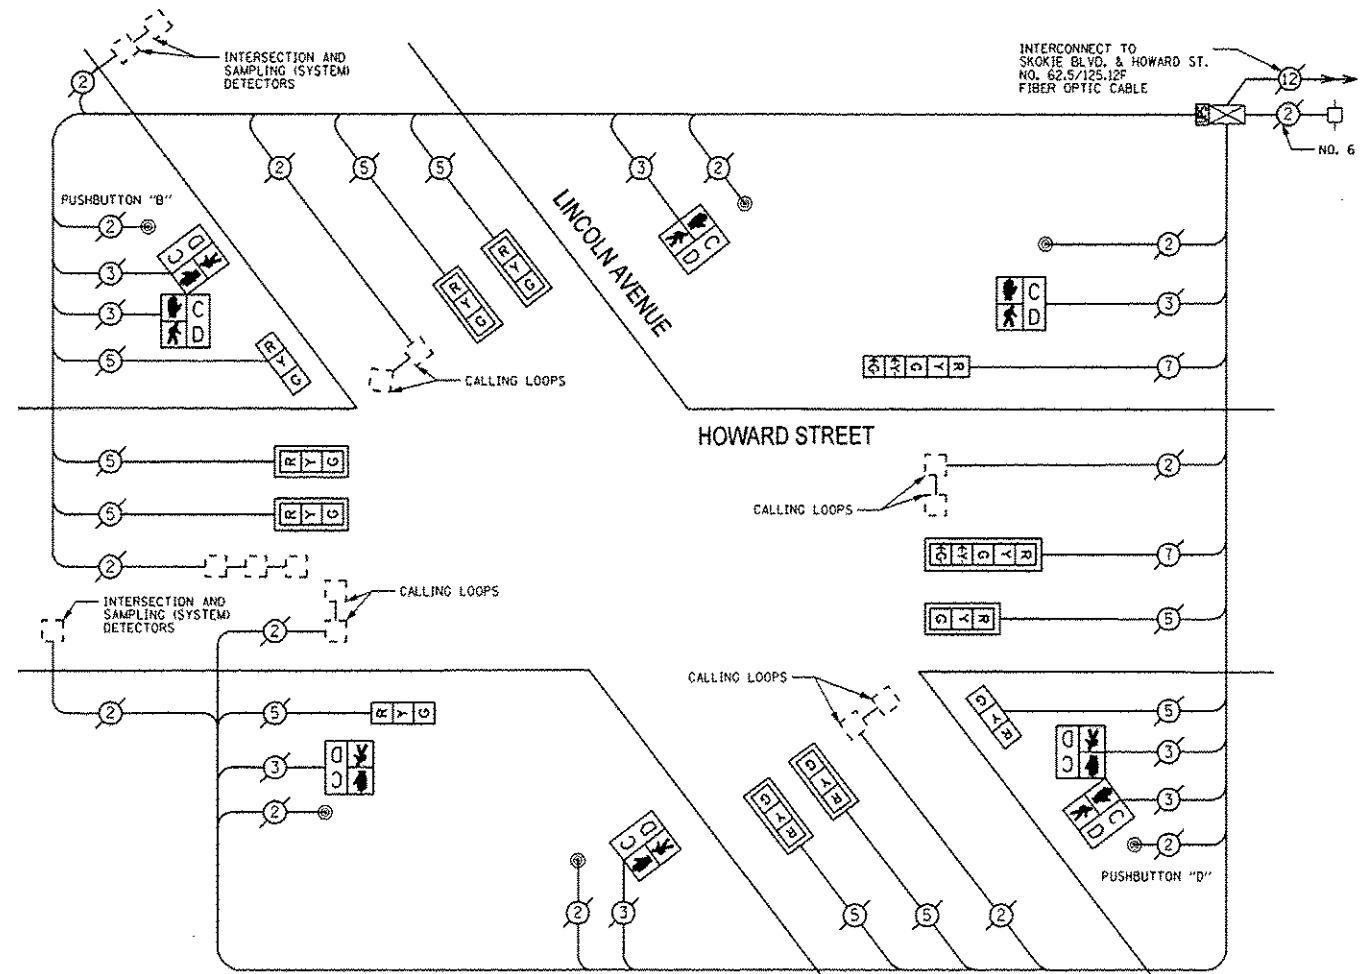 INTERSECTION AND
SAMPLING (SYSTEM)
DETECTORS
INTERCONNECT TO
SKOKIE BLVD. & HOWARD ST.
NO. 62.5/125.12F
FIBER OPTIC CABLE
2
12
2
NO. 6
2
5
5
3
2
LINCOLN AVENUE
PUSHBUTTON "B"
2
3
D
C
3
C
D
5
R Y G
R Y G
R Y G
C
D
2
3
C
D
R Y G
7
CALLING LOOPS
HOWARD STREET
5
R Y G
5
R Y G
2
CALLING LOOPS
2
R Y G
7
R Y G
5
2
CALLING LOOPS
INTERSECTION AND
SAMPLING (SYSTEM)
DETECTORS
2
2
5
R Y G
3
D
C
2
CALLING LOOPS
R Y G
5
D
C
3
C
D
3
2
PUSHBUTTON "D"
R Y G
R Y G
D
C
2
3
5
5
2